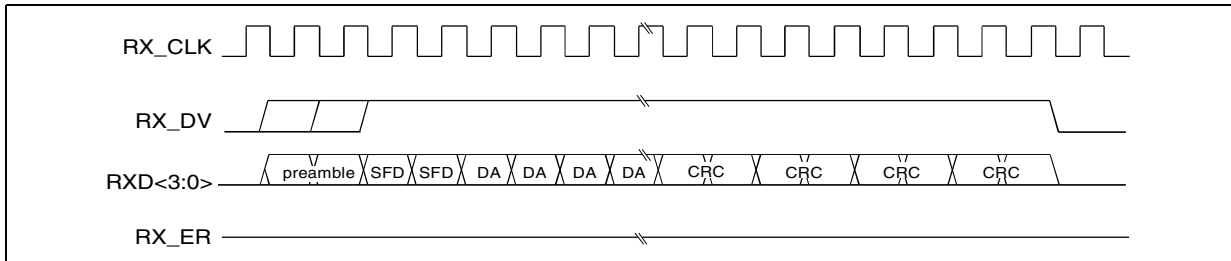 RX_CLK
RX_DV
RXD<3:0> preamble SFD SFD DA DA DA DA CRC CRC CRC CRC
RX_ER